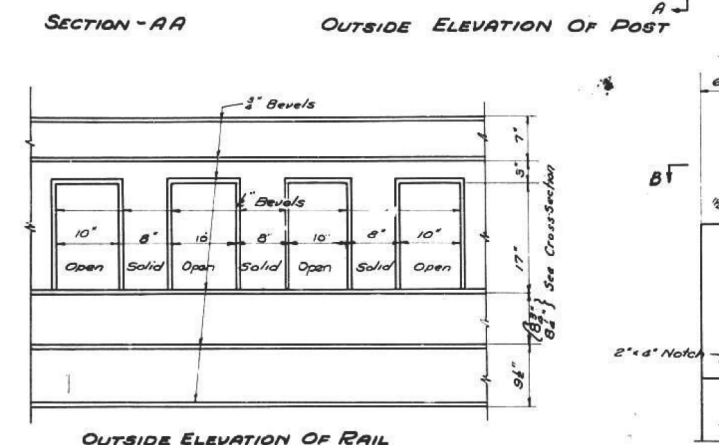 A
SECTION - AA
OUTSIDE ELEVATION OF POST
3/4" Bevels
7"
3"
B
" Bevels
10" 8" 10" 8" 10" 8" 10"
Open Solid Open Solid Open Solid Open
17"
See Cross-Section
9 1/2"
2" x 4" Notch
OUTSIDE ELEVATION OF RAIL